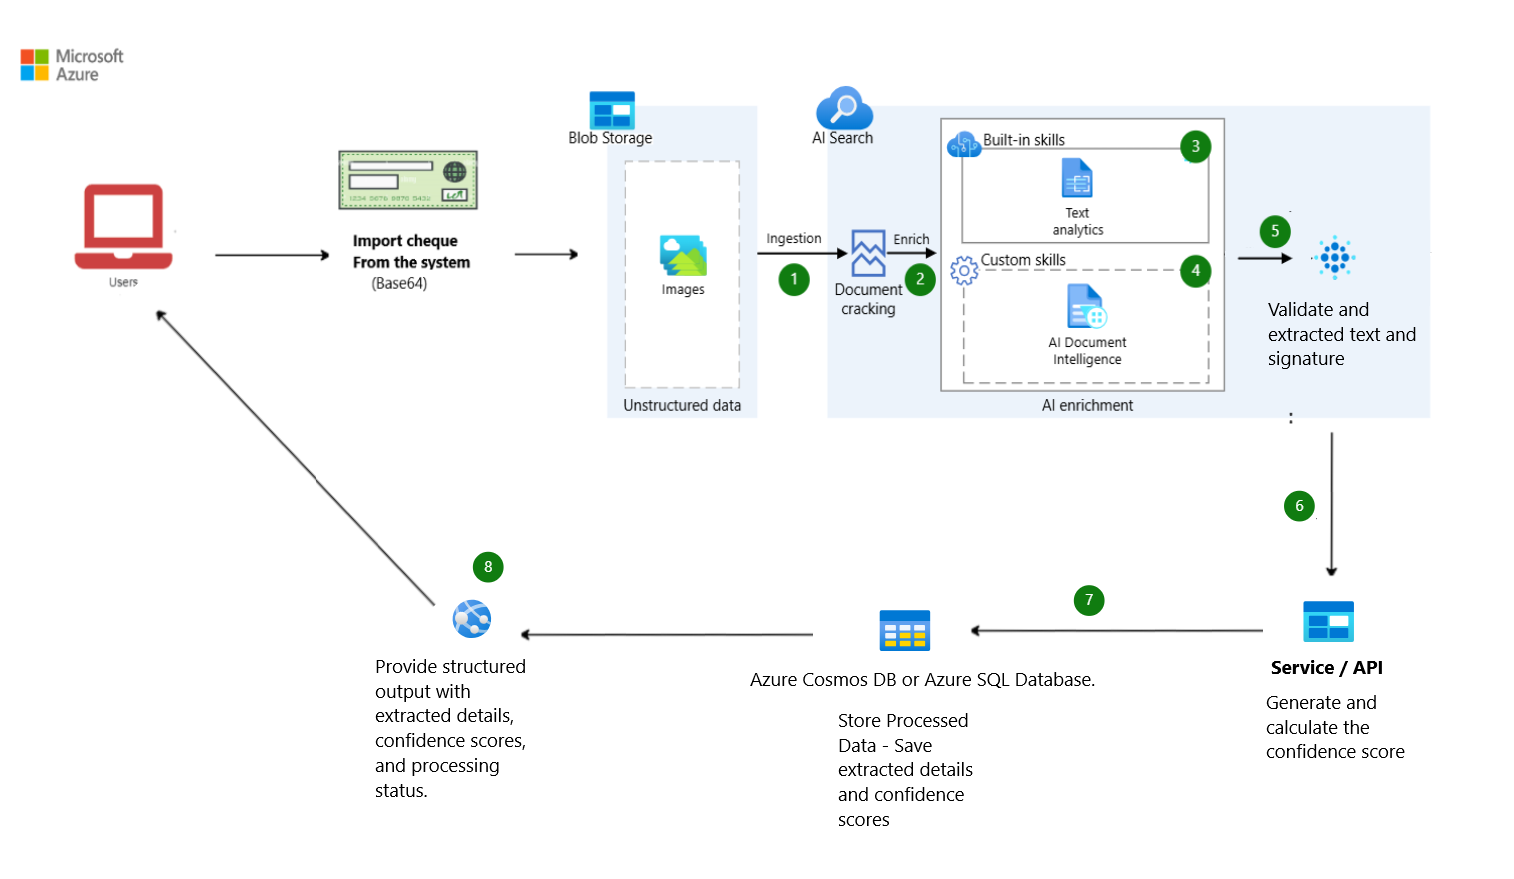 Microsoft
Azure
Users
Import cheque
From the system
(Base64)
1234 5678 9876 5432
Blob Storage
Images
Unstructured data
Ingestion
1
AI Search
Document
cracking
Enrich
2
Built-in skills
3
Text
analytics
Custom skills
4
AI Document
Intelligence
AI enrichment
5
Validate and
extracted text and
signature
:
6
Service / API
Generate and
calculate the
confidence score
7
Azure Cosmos DB or Azure SQL Database.
Store Processed
Data - Save
extracted details
and confidence
scores
8
Provide structured
output with
extracted details,
confidence scores,
and processing
status.